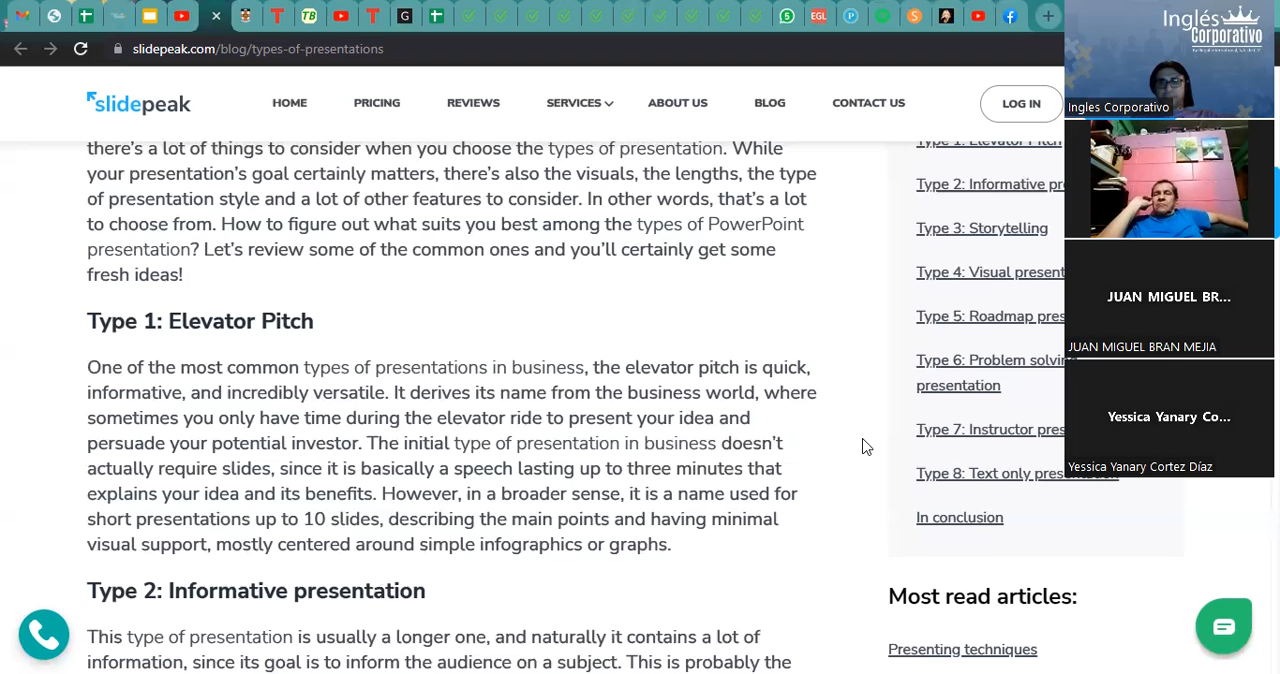 slidepeak.com/blog/types-of-presentations
slidepeak
HOME
PRICING
REVIEWS
SERVICES
ABOUT US
BLOG
CONTACT US
LOG IN
there's a lot of things to consider when you choose the types of presentation. While
your presentation's goal certainly matters, there's also the visuals, the lengths, the type
of presentation style and a lot of other features to consider. In other words, that's a lot
to choose from. How to figure out what suits you best among the types of PowerPoint
presentation? Let's review some of the common ones and you'll certainly get some
fresh ideas!
Type 1: Elevator Pitch
One of the most common types of presentations in business, the elevator pitch is quick,
informative, and incredibly versatile. It derives its name from the business world, where
sometimes you only have time during the elevator ride to present your idea and
persuade your potential investor. The initial type of presentation in business doesn't
actually require slides, since it is basically a speech lasting up to three minutes that
explains your idea and its benefits. However, in a broader sense, it is a name used for
short presentations up to 10 slides, describing the main points and having minimal
visual support, mostly centered around simple infographics or graphs.
Type 2: Informative presentation
This type of presentation is usually a longer one, and naturally it contains a lot of
information, since its goal is to inform the audience on a subject. This is probably the
Type 1: Elevator Pitch
Type 2: Informative pr
Type 3: Storytelling
Type 4: Visual present
Type 5: Roadmap pres
Type 6: Problem solvin
presentation
Type 7: Instructor pres
Type 8: Text only presentation
In conclusion
Most read articles:
Presenting techniques
Inglés
Corporativo
Ingles Corporativo
JUAN MIGUEL BR...
JUAN MIGUEL BRAN MEJIA
Yessica Yanary Co...
Yessica Yanary Cortez Díaz